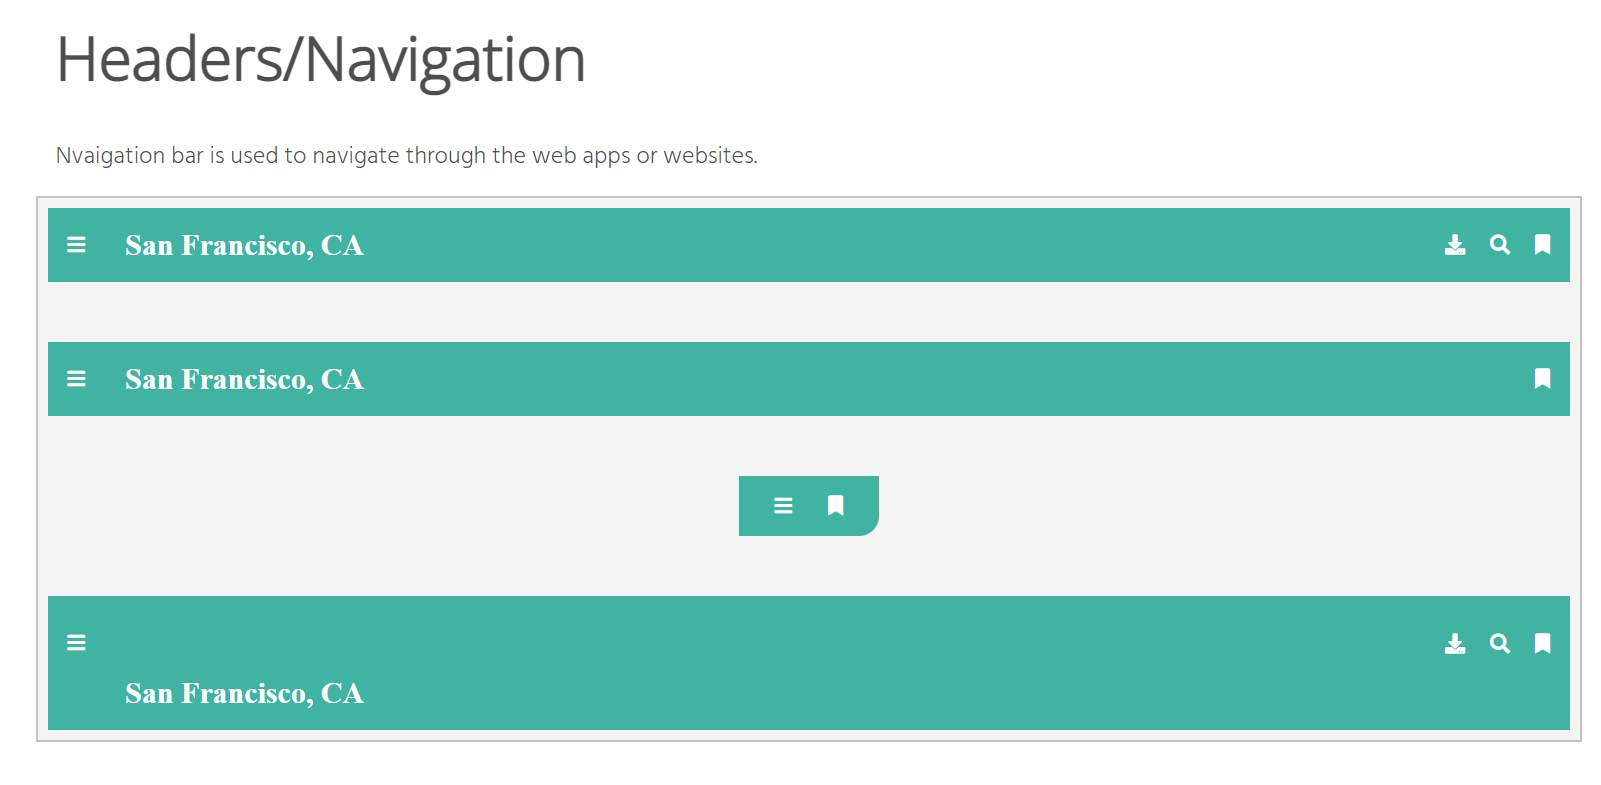 Headers/Navigation
Nvaigation bar is used to navigate through the web apps or websites.
San Francisco, CA
San Francisco, CA
San Francisco, CA